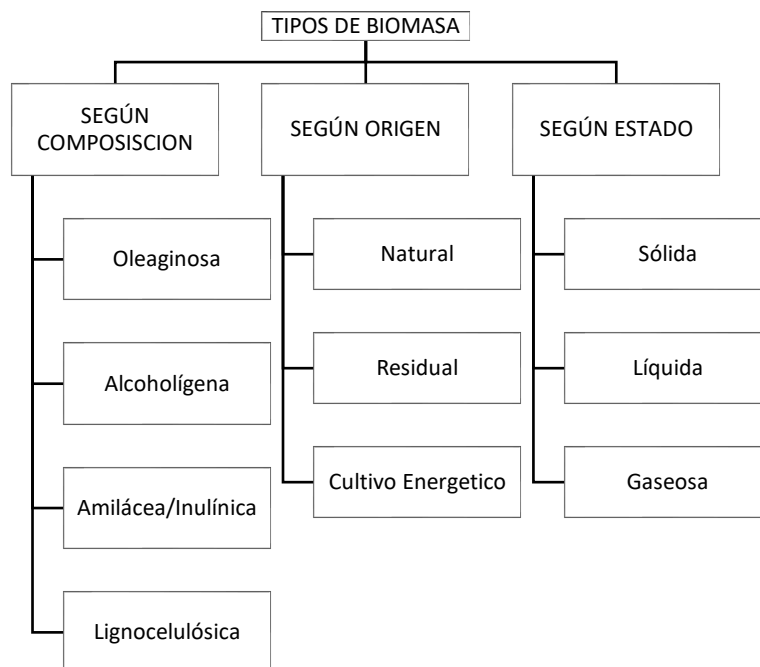 TIPOS DE BIOMASA
SEGÚN
COMPOSISCION
Oleaginosa
Alcoholígena
Amilácea/Inulínica
Lignocelulósica
SEGÚN ORIGEN
Natural
Residual
Cultivo Energetico
SEGÚN ESTADO
Sólida
Líquida
Gaseosa